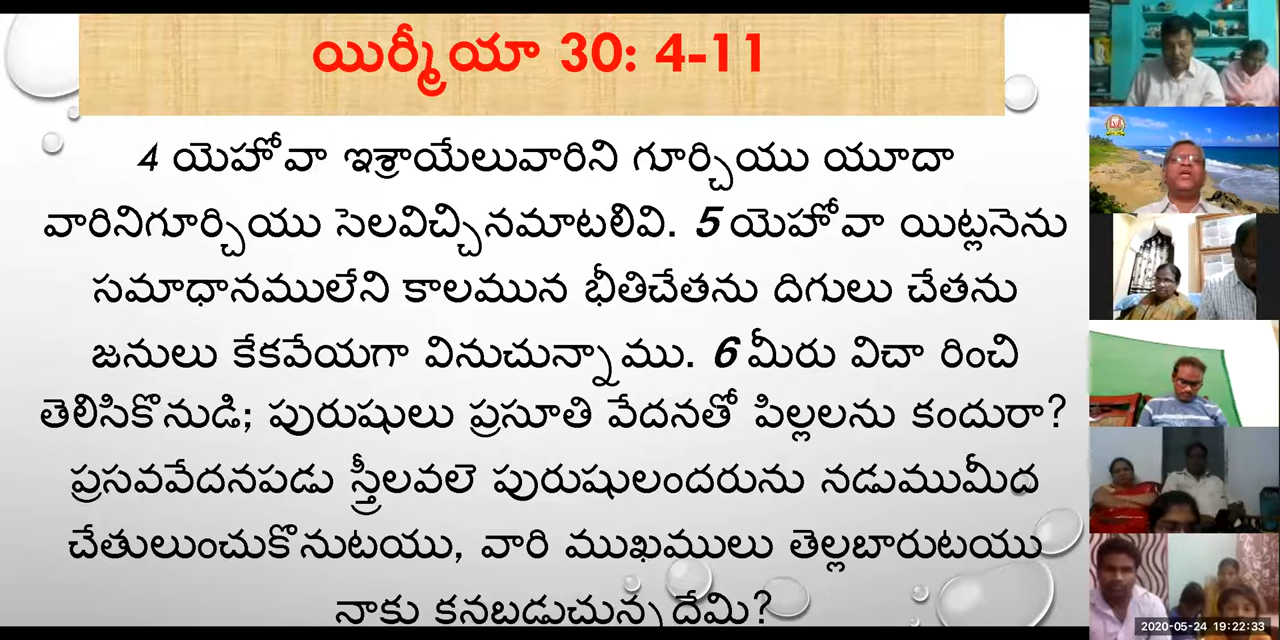 యిర్మీయా 30: 4-11
4 యెహోవా ఇశ్రాయేలువారిని గూర్చియు యూదా
వారినిగూర్చియు సెలవిచ్చినమాటలివి. 5 యెహోవా యిట్లనెను
సమాధానములేని కాలమున భీతిచేతను దిగులు చేతను
జనులు కేకవేయగా వినుచున్నాము. 6 మీరు విచా రించి
తెలిసికొనుడి; పురుషులు ప్రసూతి వేదనతో పిల్లలను కందురా?
ప్రసవవేదనపడు స్త్రీలవలె పురుషులందరును నడుముమీద
చేతులుంచుకొనుటయు, వారి ముఖములు తెల్లబారుటయు
నాకు కనబడుచున్న దేమి?
2020-05-24 19:22:33